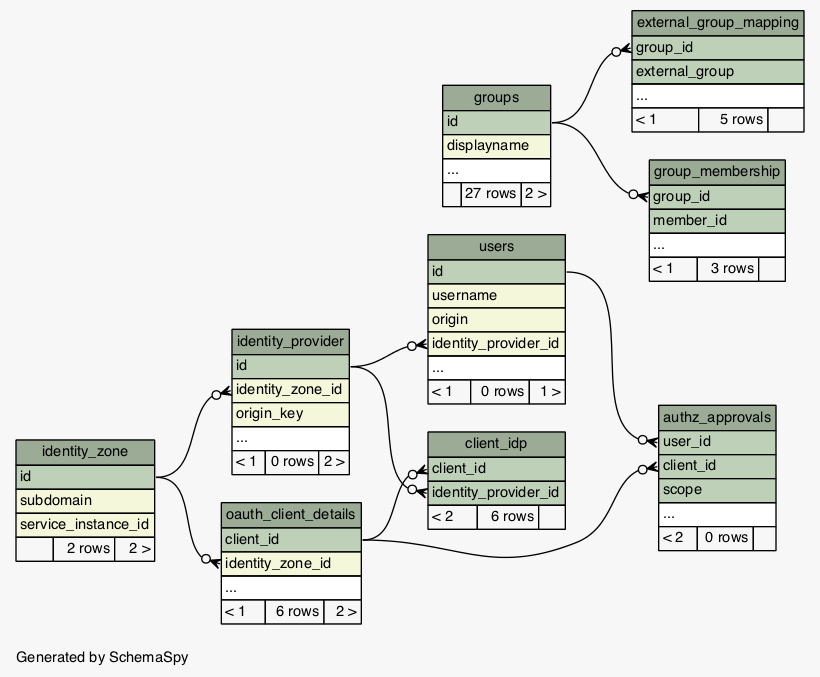 external_group_mapping
group_id
external_group
...
< 1 5 rows
groups
id
displayname
...
27 rows 2 >
group_membership
group_id
member_id
...
< 1 3 rows
users
id
username
origin
identity_provider_id
...
< 1 0 rows 1 >
identity_provider
id
identity_zone_id
origin_key
...
< 1 0 rows 2 >
authz_approvals
user_id
client_id
scope
...
< 2 0 rows
client_idp
client_id
identity_provider_id
< 2 6 rows
identity_zone
id
subdomain
service_instance_id
2 rows 2 >
oauth_client_details
client_id
identity_zone_id
...
< 1 6 rows 2 >
Generated by SchemaSpy